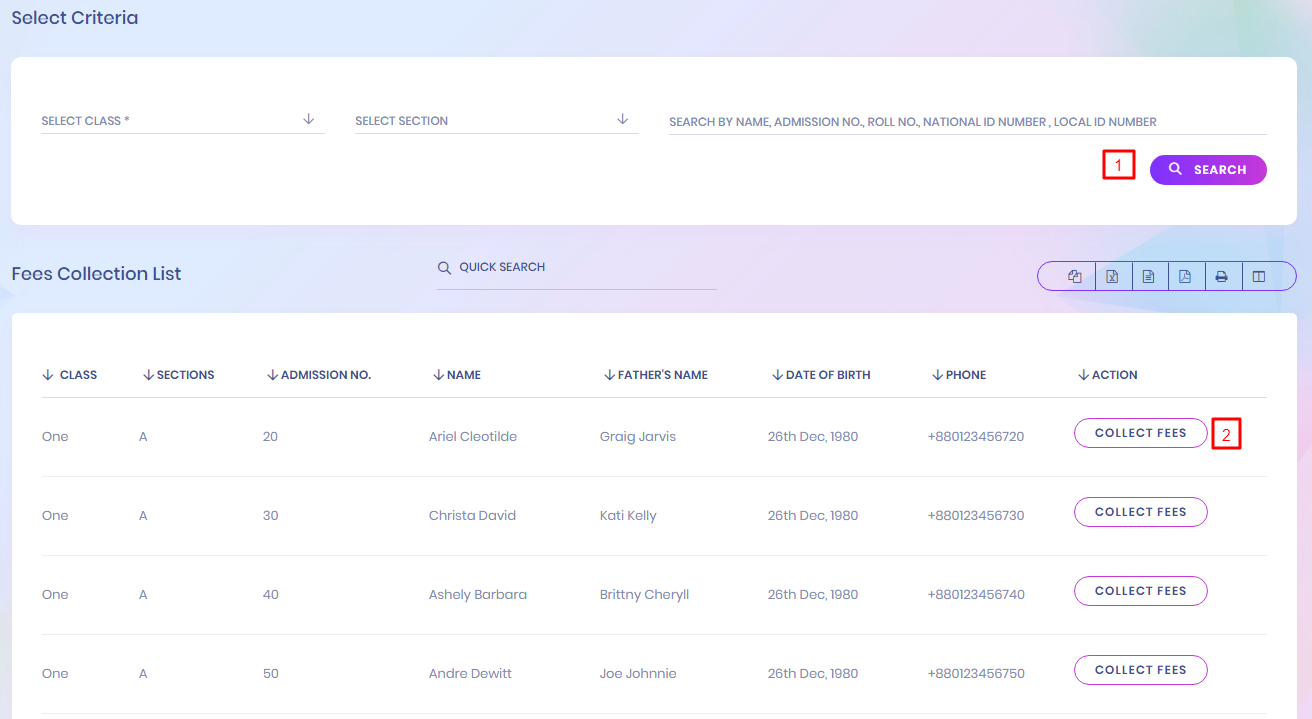 Select Criteria
SELECT CLASS * SELECT SECTION SEARCH BY NAME, ADMISSION NO., ROLL NO., NATIONAL ID NUMBER , LOCAL ID NUMBER
1 SEARCH
Fees Collection List QUICK SEARCH
CLASS SECTIONS ADMISSION NO. NAME FATHER'S NAME DATE OF BIRTH PHONE ACTION
One A 20 Ariel Cleotilde Graig Jarvis 26th Dec, 1980 +880123456720 COLLECT FEES 2
One A 30 Christa David Kati Kelly 26th Dec, 1980 +880123456730 COLLECT FEES
One A 40 Ashely Barbara Brittny Cheryll 26th Dec, 1980 +880123456740 COLLECT FEES
One A 50 Andre Dewitt Joe Johnnie 26th Dec, 1980 +880123456750 COLLECT FEES